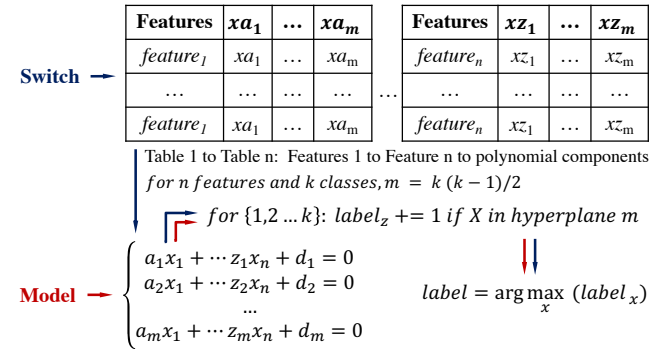 Features xa₁ ... xaₘ
feature₁ xa₁ ... xaₘ
... ... ... ...
feature₁ xa₁ ... xaₘ
...
Features xz₁ ... xzₘ
featureₙ xz₁ ... xzₘ
... ... ... ...
featureₙ xz₁ ... xzₘ
Switch
Table 1 to Table n: Features 1 to Feature n to polynomial components
for n features and k classes, m = k (k − 1)/2
for {1,2 ... k}: label_z += 1 if X in hyperplane m
Model
a₁x₁ + ⋯ z₁xₙ + d₁ = 0
a₂x₁ + ⋯ z₂xₙ + d₂ = 0
...
aₘx₁ + ⋯ zₘxₙ + dₘ = 0
label = arg max (label ₓ)
x